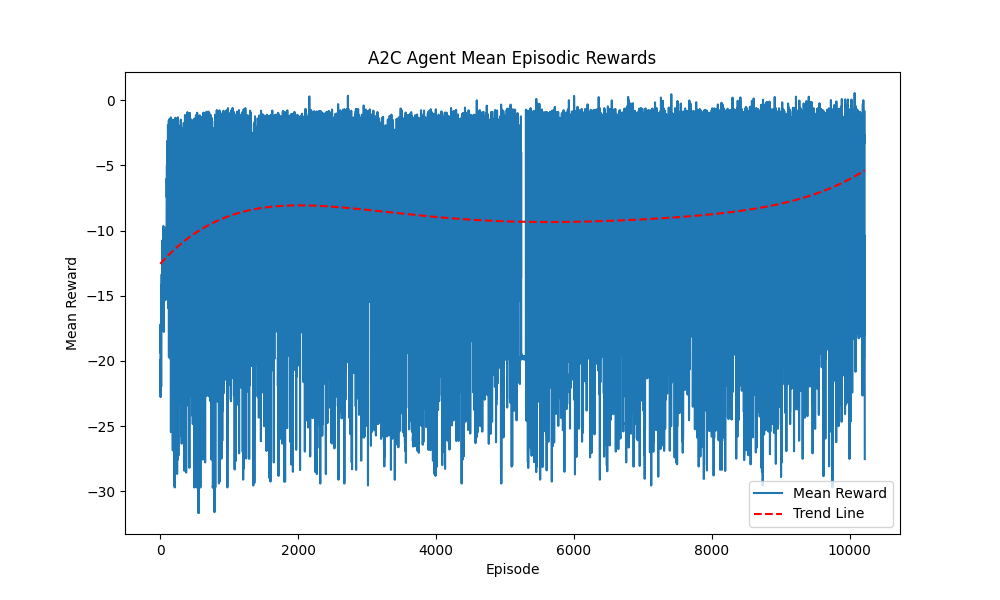 A2C Agent Mean Episodic Rewards
0
−5
−10
−15
−20
−25
−30
Mean Reward
0
2000
4000
6000
8000
10000
Episode
Mean Reward
Trend Line